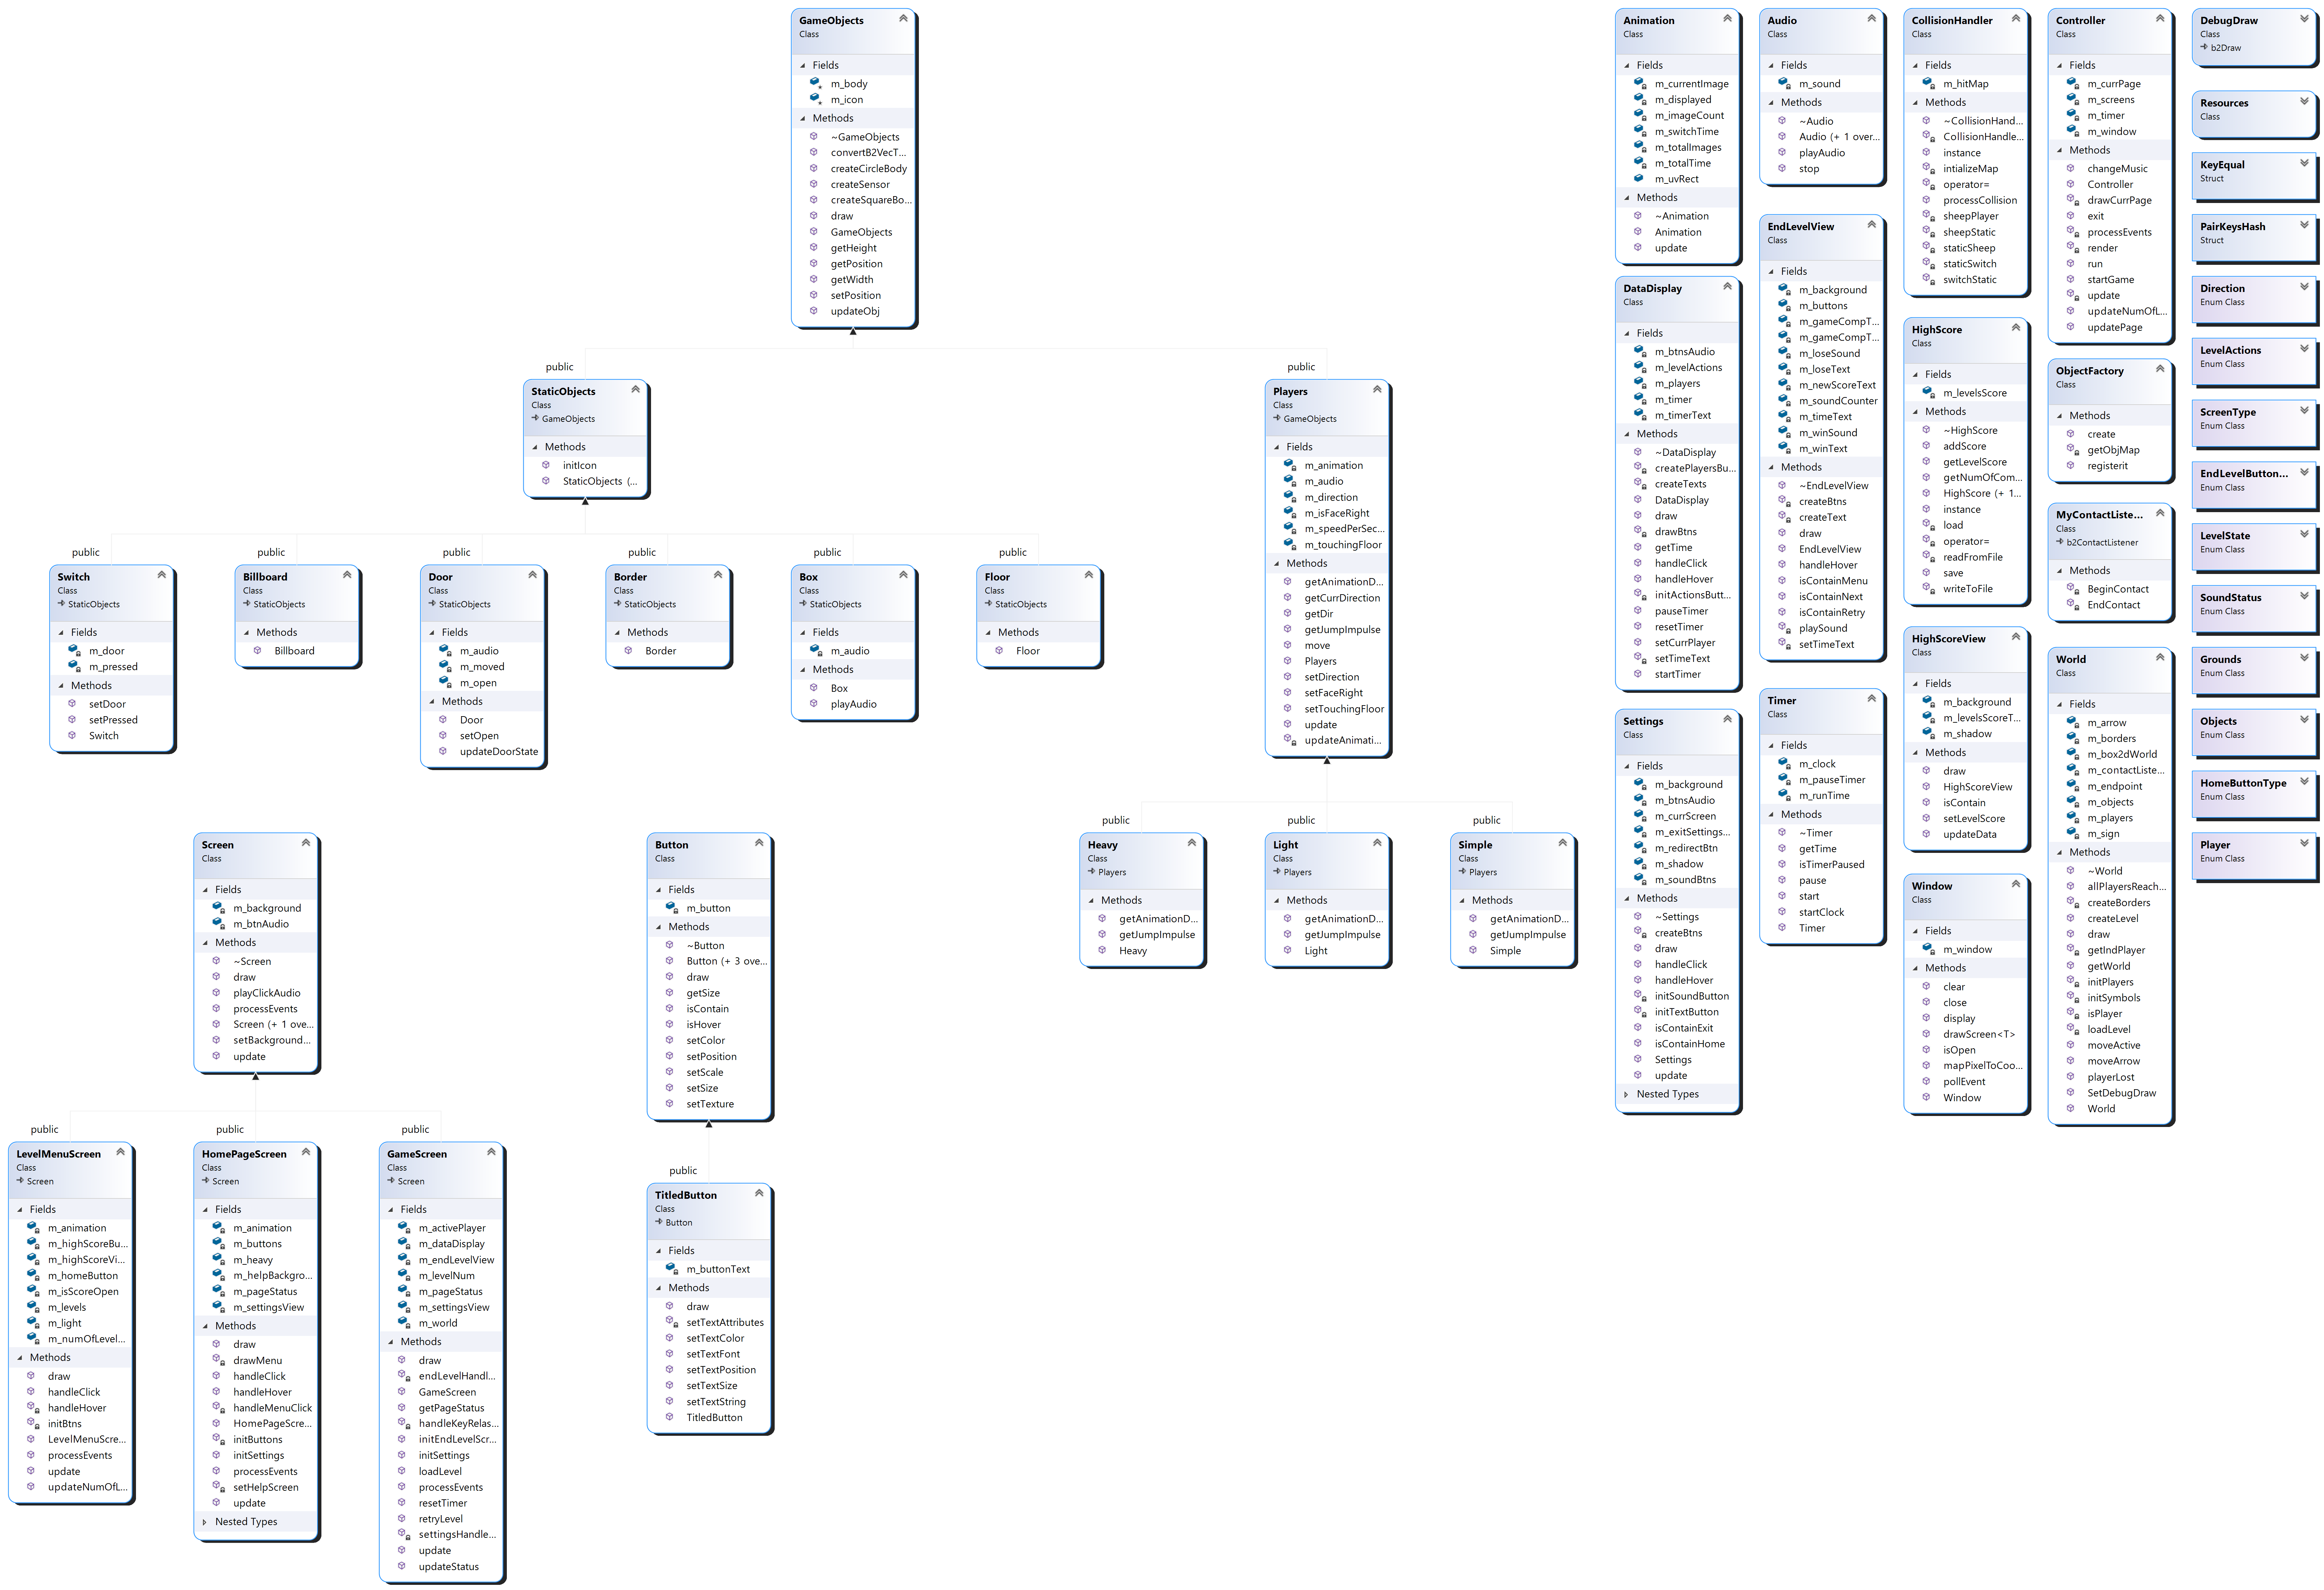 GameObjects
Class
Fields
m_body
m_icon
Methods
~GameObjects
convertB2VecT...
createCircleBody
createSensor
createSquareBo...
draw
GameObjects
getHeight
getPosition
getWidth
setPosition
updateObj
public
StaticObjects
Class
GameObjects
Methods
initIcon
StaticObjects (...
public
Players
Class
GameObjects
Fields
m_animation
m_audio
m_direction
m_isFaceRight
m_speedPerSec...
m_touchingFloor
Methods
getAnimationD...
getCurrDirection
getDir
getJumpImpulse
move
Players
setDirection
setFaceRight
setTouchingFloor
update
updateAnimati...
public
Switch
Class
StaticObjects
Fields
m_door
m_pressed
Methods
setDoor
setPressed
Switch
public
Billboard
Class
StaticObjects
Methods
Billboard
public
Door
Class
StaticObjects
Fields
m_audio
m_moved
m_open
Methods
Door
setOpen
updateDoorState
public
Border
Class
StaticObjects
Methods
Border
public
Box
Class
StaticObjects
Fields
m_audio
Methods
Box
playAudio
public
Floor
Class
StaticObjects
Methods
Floor
public
Heavy
Class
Players
Methods
getAnimationD...
getJumpImpulse
Heavy
public
Light
Class
Players
Methods
getAnimationD...
getJumpImpulse
Light
public
Simple
Class
Players
Methods
getAnimationD...
getJumpImpulse
Simple
Screen
Class
Fields
m_background
m_btnAudio
Methods
~Screen
draw
playClickAudio
processEvents
Screen (+ 1 ove...
setBackground...
update
public
LevelMenuScreen
Class
Screen
Fields
m_animation
m_highScoreBu...
m_highScoreVi...
m_homeButton
m_isScoreOpen
m_levels
m_light
m_numOfLevel...
Methods
draw
handleClick
handleHover
initBtns
LevelMenuScre...
processEvents
update
updateNumOfL...
public
HomePageScreen
Class
Screen
Fields
m_animation
m_buttons
m_heavy
m_helpBackgro...
m_pageStatus
m_settingsView
Methods
draw
drawMenu
handleClick
handleHover
handleMenuClick
HomePageScre...
initButtons
initSettings
processEvents
setHelpScreen
update
Nested Types
public
GameScreen
Class
Screen
Fields
m_activePlayer
m_dataDisplay
m_endLevelView
m_levelNum
m_pageStatus
m_settingsView
m_world
Methods
draw
endLevelHandl...
GameScreen
getPageStatus
handleKeyRelas...
initEndLevelScr...
initSettings
loadLevel
processEvents
resetTimer
retryLevel
settingsHandle...
update
updateStatus
Button
Class
Fields
m_button
Methods
~Button
Button (+ 3 ove...
draw
getSize
isContain
isHover
setColor
setPosition
setScale
setSize
setTexture
public
TitledButton
Class
Button
Fields
m_buttonText
Methods
draw
setTextAttributes
setTextColor
setTextFont
setTextPosition
setTextSize
setTextString
TitledButton
Animation
Class
Fields
m_currentImage
m_displayed
m_imageCount
m_switchTime
m_totalImages
m_totalTime
m_uvRect
Methods
~Animation
Animation
update
DataDisplay
Class
Fields
m_btnsAudio
m_levelActions
m_players
m_timer
m_timerText
Methods
~DataDisplay
createPlayersBu...
createTexts
DataDisplay
draw
drawBtns
getTime
handleClick
handleHover
initActionsButt...
pauseTimer
resetTimer
setCurrPlayer
setTimeText
startTimer
Settings
Class
Fields
m_background
m_btnsAudio
m_currScreen
m_exitSettings...
m_redirectBtn
m_shadow
m_soundBtns
Methods
~Settings
createBtns
draw
handleClick
handleHover
initSoundButton
initTextButton
isContainExit
isContainHome
Settings
update
Nested Types
Audio
Class
Fields
m_sound
Methods
~Audio
Audio (+ 1 over...
playAudio
stop
EndLevelView
Class
Fields
m_background
m_buttons
m_gameCompT...
m_gameCompT...
m_loseSound
m_loseText
m_newScoreText
m_soundCounter
m_timeText
m_winSound
m_winText
Methods
~EndLevelView
createBtns
createText
draw
EndLevelView
handleHover
isContainMenu
isContainNext
isContainRetry
playSound
setTimeText
Timer
Class
Fields
m_clock
m_pauseTimer
m_runTime
Methods
~Timer
getTime
isTimerPaused
pause
start
startClock
Timer
CollisionHandler
Class
Fields
m_hitMap
Methods
~CollisionHand...
CollisionHandle...
instance
intializeMap
operator=
processCollision
sheepPlayer
sheepStatic
staticSheep
staticSwitch
switchStatic
HighScore
Class
Fields
m_levelsScore
Methods
~HighScore
addScore
getLevelScore
getNumOfCom...
HighScore (+ 1...
instance
load
operator=
readFromFile
save
writeToFile
HighScoreView
Class
Fields
m_background
m_levelsScoreT...
m_shadow
Methods
draw
HighScoreView
isContain
setLevelScore
updateData
Window
Class
Fields
m_window
Methods
clear
close
display
drawScreen<T>
isOpen
mapPixelToCoo...
pollEvent
Window
Controller
Class
Fields
m_currPage
m_screens
m_timer
m_window
Methods
changeMusic
Controller
drawCurrPage
exit
processEvents
render
run
startGame
update
updateNumOfL...
updatePage
ObjectFactory
Class
Methods
create
getObjMap
registerit
MyContactListe...
Class
b2ContactListener
Methods
BeginContact
EndContact
World
Class
Fields
m_arrow
m_borders
m_box2dWorld
m_contactListe...
m_endpoint
m_objects
m_players
m_sign
Methods
~World
allPlayersReach...
createBorders
createLevel
draw
getIndPlayer
getWorld
initPlayers
initSymbols
isPlayer
loadLevel
moveActive
moveArrow
playerLost
SetDebugDraw
World
DebugDraw
Class
b2Draw
Resources
Class
KeyEqual
Struct
PairKeysHash
Struct
Direction
Enum Class
LevelActions
Enum Class
ScreenType
Enum Class
EndLevelButton...
Enum Class
LevelState
Enum Class
SoundStatus
Enum Class
Grounds
Enum Class
Objects
Enum Class
HomeButtonType
Enum Class
Player
Enum Class